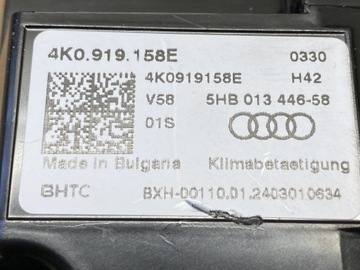 4K0.919.158E 0330
4K0919158E H42
V58 5HB 013 446-58
01S
Made in Bulgaria Klimabetaetigung
BHTC BXH-00110.01.2403010634